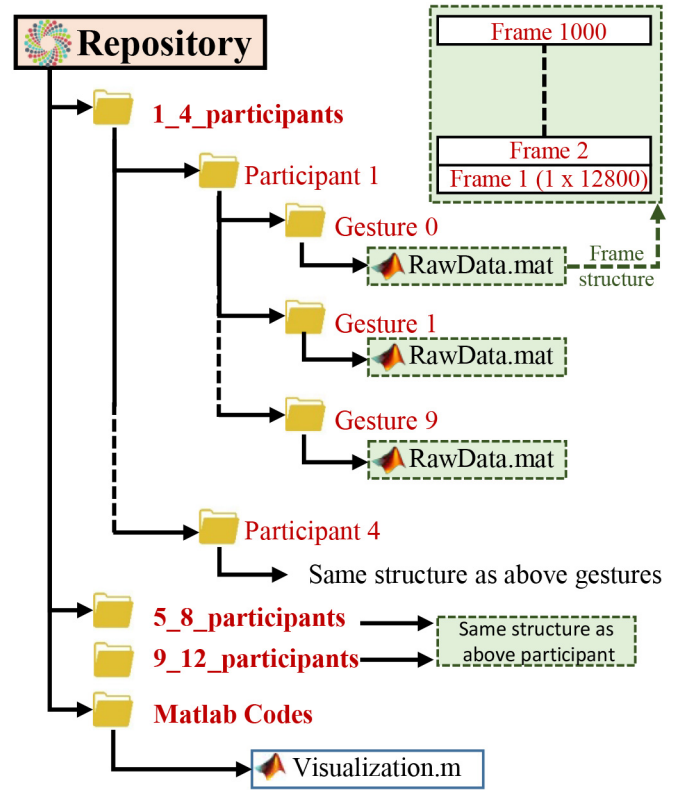 Repository
Frame 1000
Frame 2
Frame 1 (1 x 12800)
1_4_participants
Participant 1
Gesture 0
RawData.mat
Frame
structure
Gesture 1
RawData.mat
Gesture 9
RawData.mat
Participant 4
Same structure as above gestures
5_8_participants
Same structure as
above participant
9_12_participants
Matlab Codes
Visualization.m